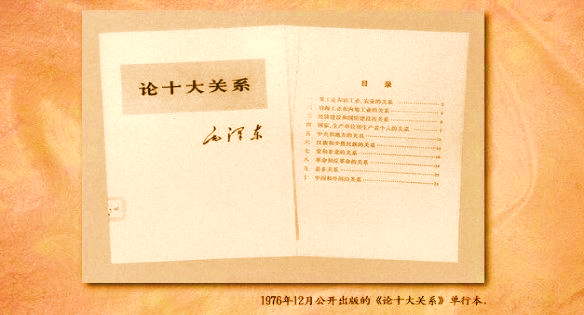 论十大关系
毛泽东
目 录
一 重工业和轻工业、农业的关系
二 沿海工业和内地工业的关系
三 经济建设和国防建设的关系
四 国家、生产单位和生产者个人的关系
五 中央和地方的关系
六 汉族和少数民族的关系
七 党和非党的关系
八 革命和反革命的关系
九 是非关系
十 中国和外国的关系
1976年12月公开出版的《论十大关系》单行本.